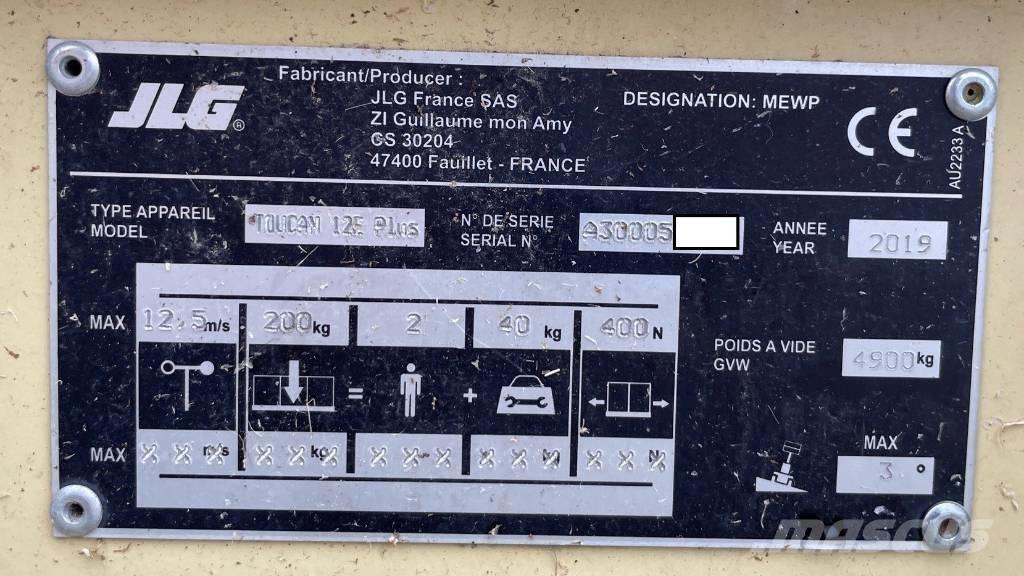 JLG®
Fabricant/Producer :
JLG France SAS
ZI Guillaume mon Amy
CS 30204
47400 Fauillet - FRANCE
DESIGNATION: MEWP
CE
AU2233A
TYPE APPAREIL
MODEL
TOUCAN 12E Plus
N° DE SERIE
SERIAL N°
A30005
ANNEE
YEAR
2019
MAX 12.5 m/s 200 kg 2 40 kg 400 N
= +
MAX X X X m/s X X X kg X X X X X X X X X N
POIDS A VIDE
GVW
4900 kg
MAX
3 °
MASCUS